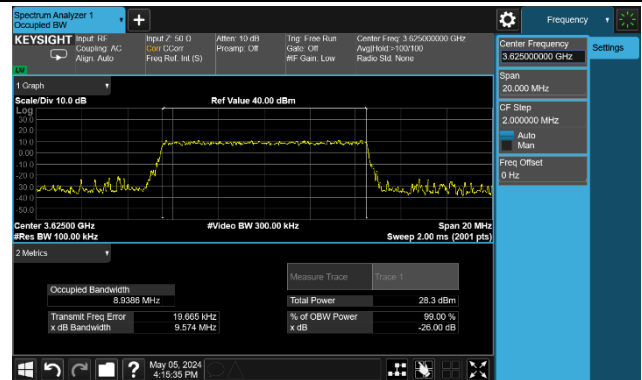 Spectrum Analyzer 1
Occupied BW
Frequency
KEYSIGHT
Input: RF
Coupling: AC
Align: Auto
Input Z: 50 Ω
Corr CCorr
Freq Ref: Int (S)
Atten: 10 dB
Preamp: Off
Trig: Free Run
Gate: Off
#IF Gain: Low
Center Freq: 3.625000000 GHz
Avg|Hold:>100/100
Radio Std: None
Center Frequency
3.625000000 GHz
Settings
Span
20.000 MHz
CF Step
2.000000 MHz
Auto
Man
Freq Offset
0 Hz
1 Graph
Scale/Div 10.0 dB
Ref Value 40.00 dBm
Log
30.0
20.0
10.0
0.00
-10.0
-20.0
-30.0
-40.0
-50.0
Center 3.62500 GHz
#Video BW 300.00 kHz
Span 20 MHz
#Res BW 100.00 kHz
Sweep 2.00 ms (2001 pts)
2 Metrics
Measure Trace
Trace 1
Occupied Bandwidth
8.9386 MHz
Total Power
28.3 dBm
Transmit Freq Error
19.665 kHz
% of OBW Power
99.00 %
x dB Bandwidth
9.574 MHz
x dB
-26.00 dB
?
May 05, 2024
4:15:35 PM